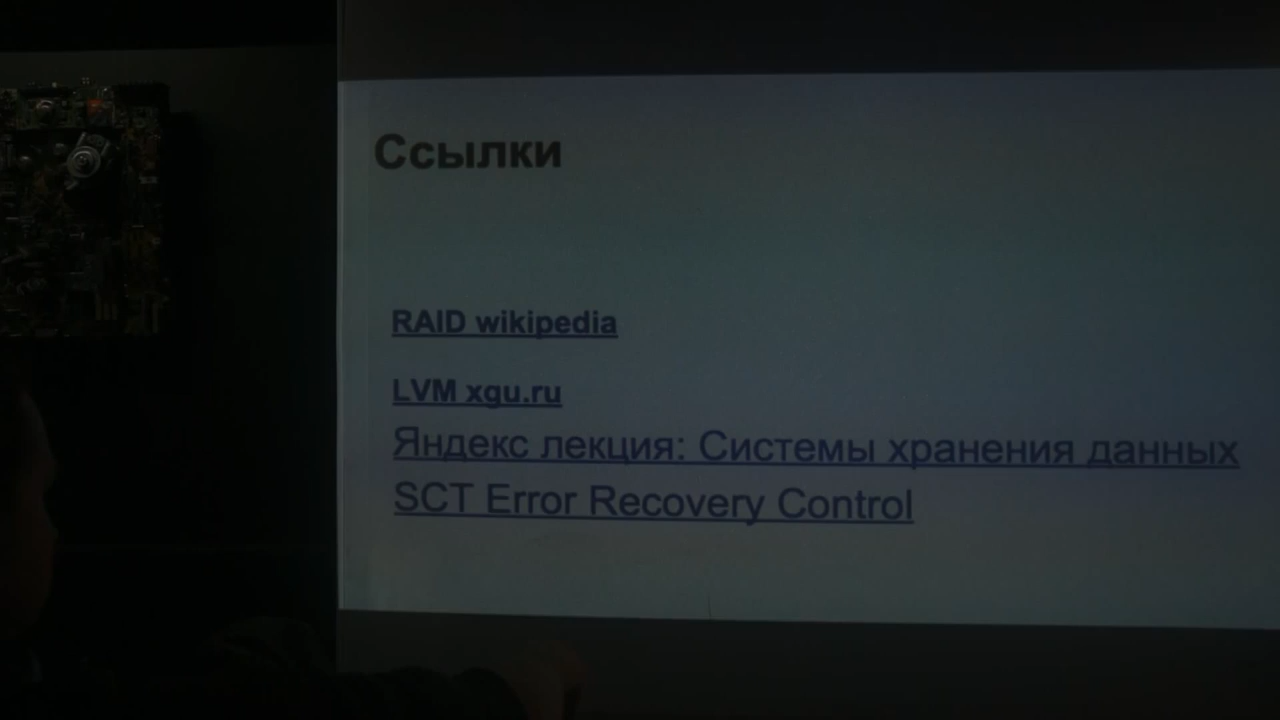 Ссылки
RAID wikipedia
LVM xgu.ru
Яндекс лекция: Системы хранения данных
SCT Error Recovery Control